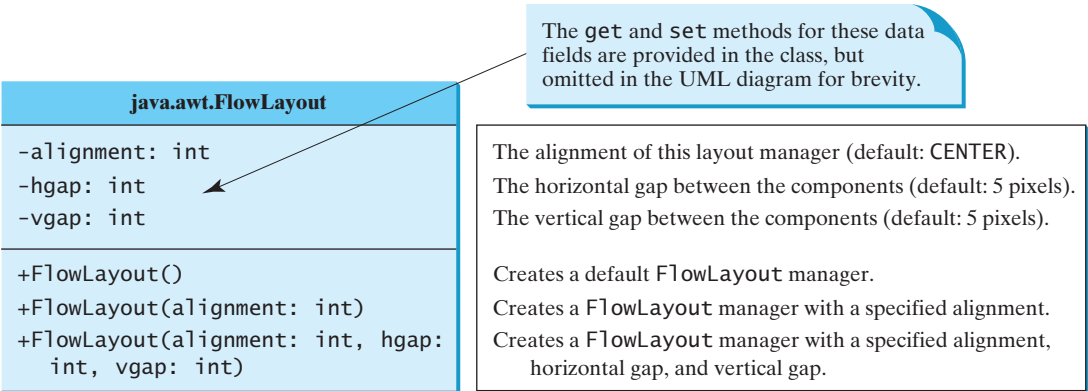 The get and set methods for these data
fields are provided in the class, but
omitted in the UML diagram for brevity.
java.awt.FlowLayout
-alignment: int
-hgap: int
-vgap: int
The alignment of this layout manager (default: CENTER).
The horizontal gap between the components (default: 5 pixels).
The vertical gap between the components (default: 5 pixels).
+FlowLayout()
+FlowLayout(alignment: int)
+FlowLayout(alignment: int, hgap:
int, vgap: int)
Creates a default FlowLayout manager.
Creates a FlowLayout manager with a specified alignment.
Creates a FlowLayout manager with a specified alignment,
horizontal gap, and vertical gap.